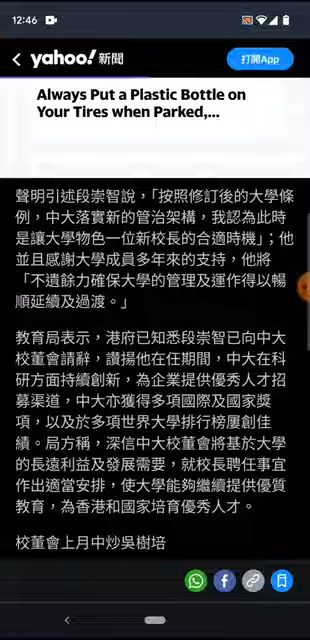 12:46
yahoo!新聞
打開App
Always Put a Plastic Bottle on
Your Tires when Parked,...
聲明引述段崇智說，「按照修訂後的大學條
例，中大落實新的管治架構，我認為此時
是讓大學物色一位新校長的合適時機」；他
並且感謝大學成員多年來的支持，他將
「不遺餘力確保大學的管理及運作得以暢
順延續及過渡。」
教育局表示，港府已知悉段崇智已向中大
校董會請辭，讚揚他在任期間，中大在科
研方面持續創新，為企業提供優秀人才招
募渠道，中大亦獲得多項國際及國家獎
項，以及於多項世界大學排行榜屢創佳
績。局方稱，深信中大校董會將基於大學
的長遠利益及發展需要，就校長聘任事宜
作出適當安排，使大學能夠繼續提供優質
教育，為香港和國家培育優秀人才。
校董會上月中炒吳樹培